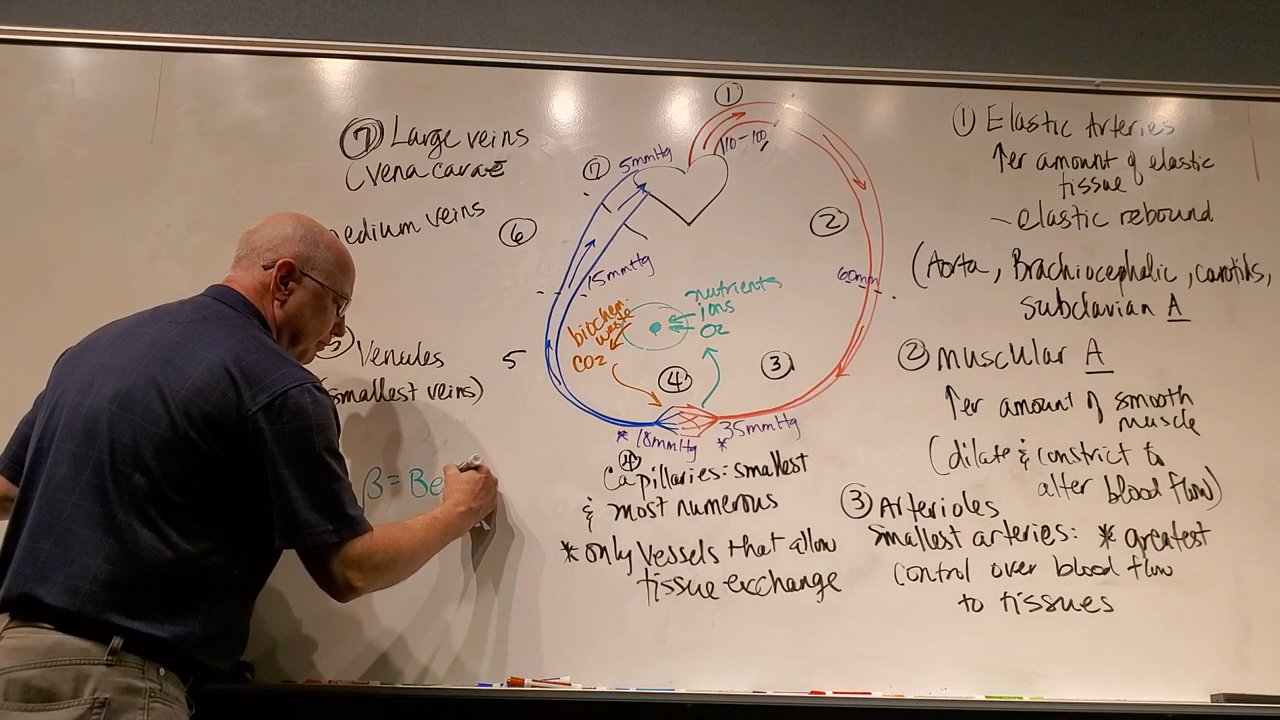 ⑦ Large veins
(vena cavae
edium veins
⑥
Venules
(smallest veins)
5
β = Be
①
110-100
⑦ 5mmHg
②
15mmHg
60mm
nutrients
ions
O2
biochem
waste
CO2
③
④
* 18mmHg
* 35mmHg
④
Capillaries: smallest
& most numerous
* only vessels that allow
tissue exchange
① Elastic Arteries
↑er amount of elastic
tissue
- elastic rebound
(Aorta, Brachiocephalic, carotids,
subclavian A
② muscular A
↑er amount of smooth
muscle
(dilate & constrict to
alter blood flow)
③ Arterioles
smallest arteries: * greatest
control over blood flow
to tissues